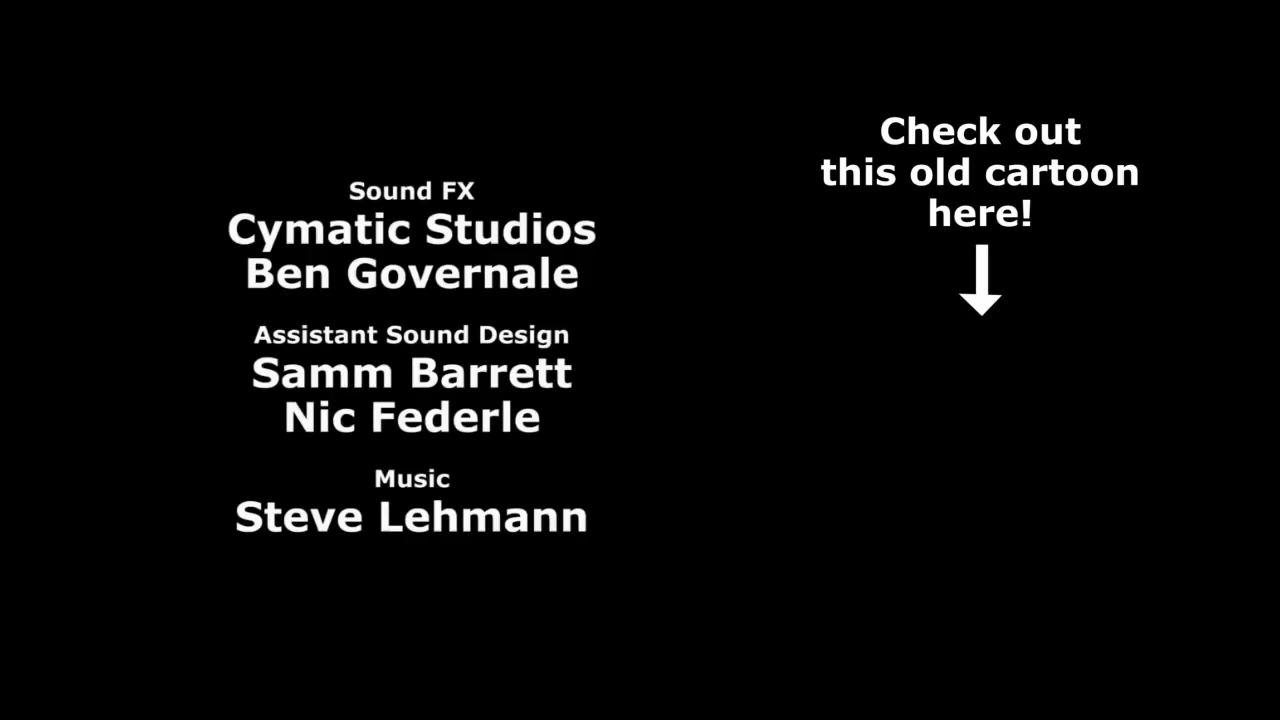 Sound FX
Cymatic Studios
Ben Governale
Assistant Sound Design
Samm Barrett
Nic Federle
Music
Steve Lehmann
Check out
this old cartoon
here!